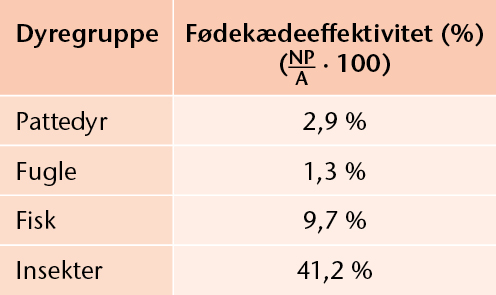 Dyregruppe Fødekædeeffektivitet (%)
(NP/A · 100)
Pattedyr 2,9 %
Fugle 1,3 %
Fisk 9,7 %
Insekter 41,2 %